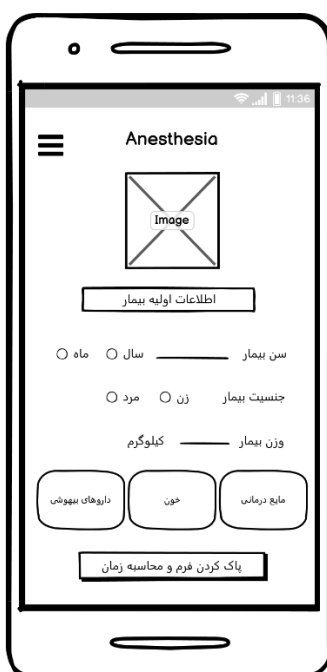 11:36
Anesthesia
Image
اطلاعات اولیه بیمار
سن بیمار سال ماه
جنسیت بیمار زن مرد
وزن بیمار کیلوگرم
مایع درمانی خون داروهای بیهوشی
پاک کردن فرم و محاسبه زمان